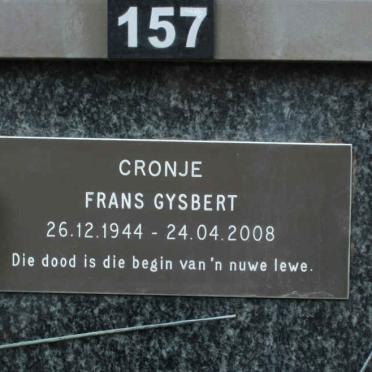 157
CRONJE
FRANS GYSBERT
26.12.1944 - 24.04.2008
Die dood is die begin van 'n nuwe lewe.